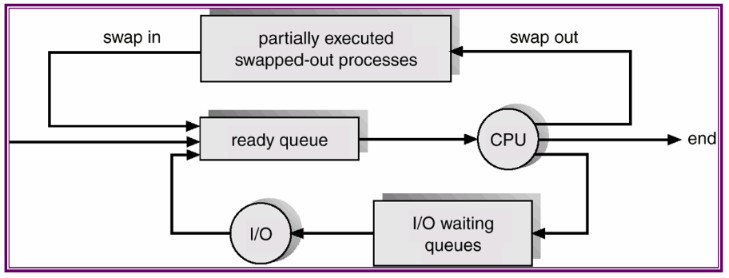 swap in
partially executed
swapped-out processes
swap out
ready queue
CPU
end
I/O
I/O waiting
queues